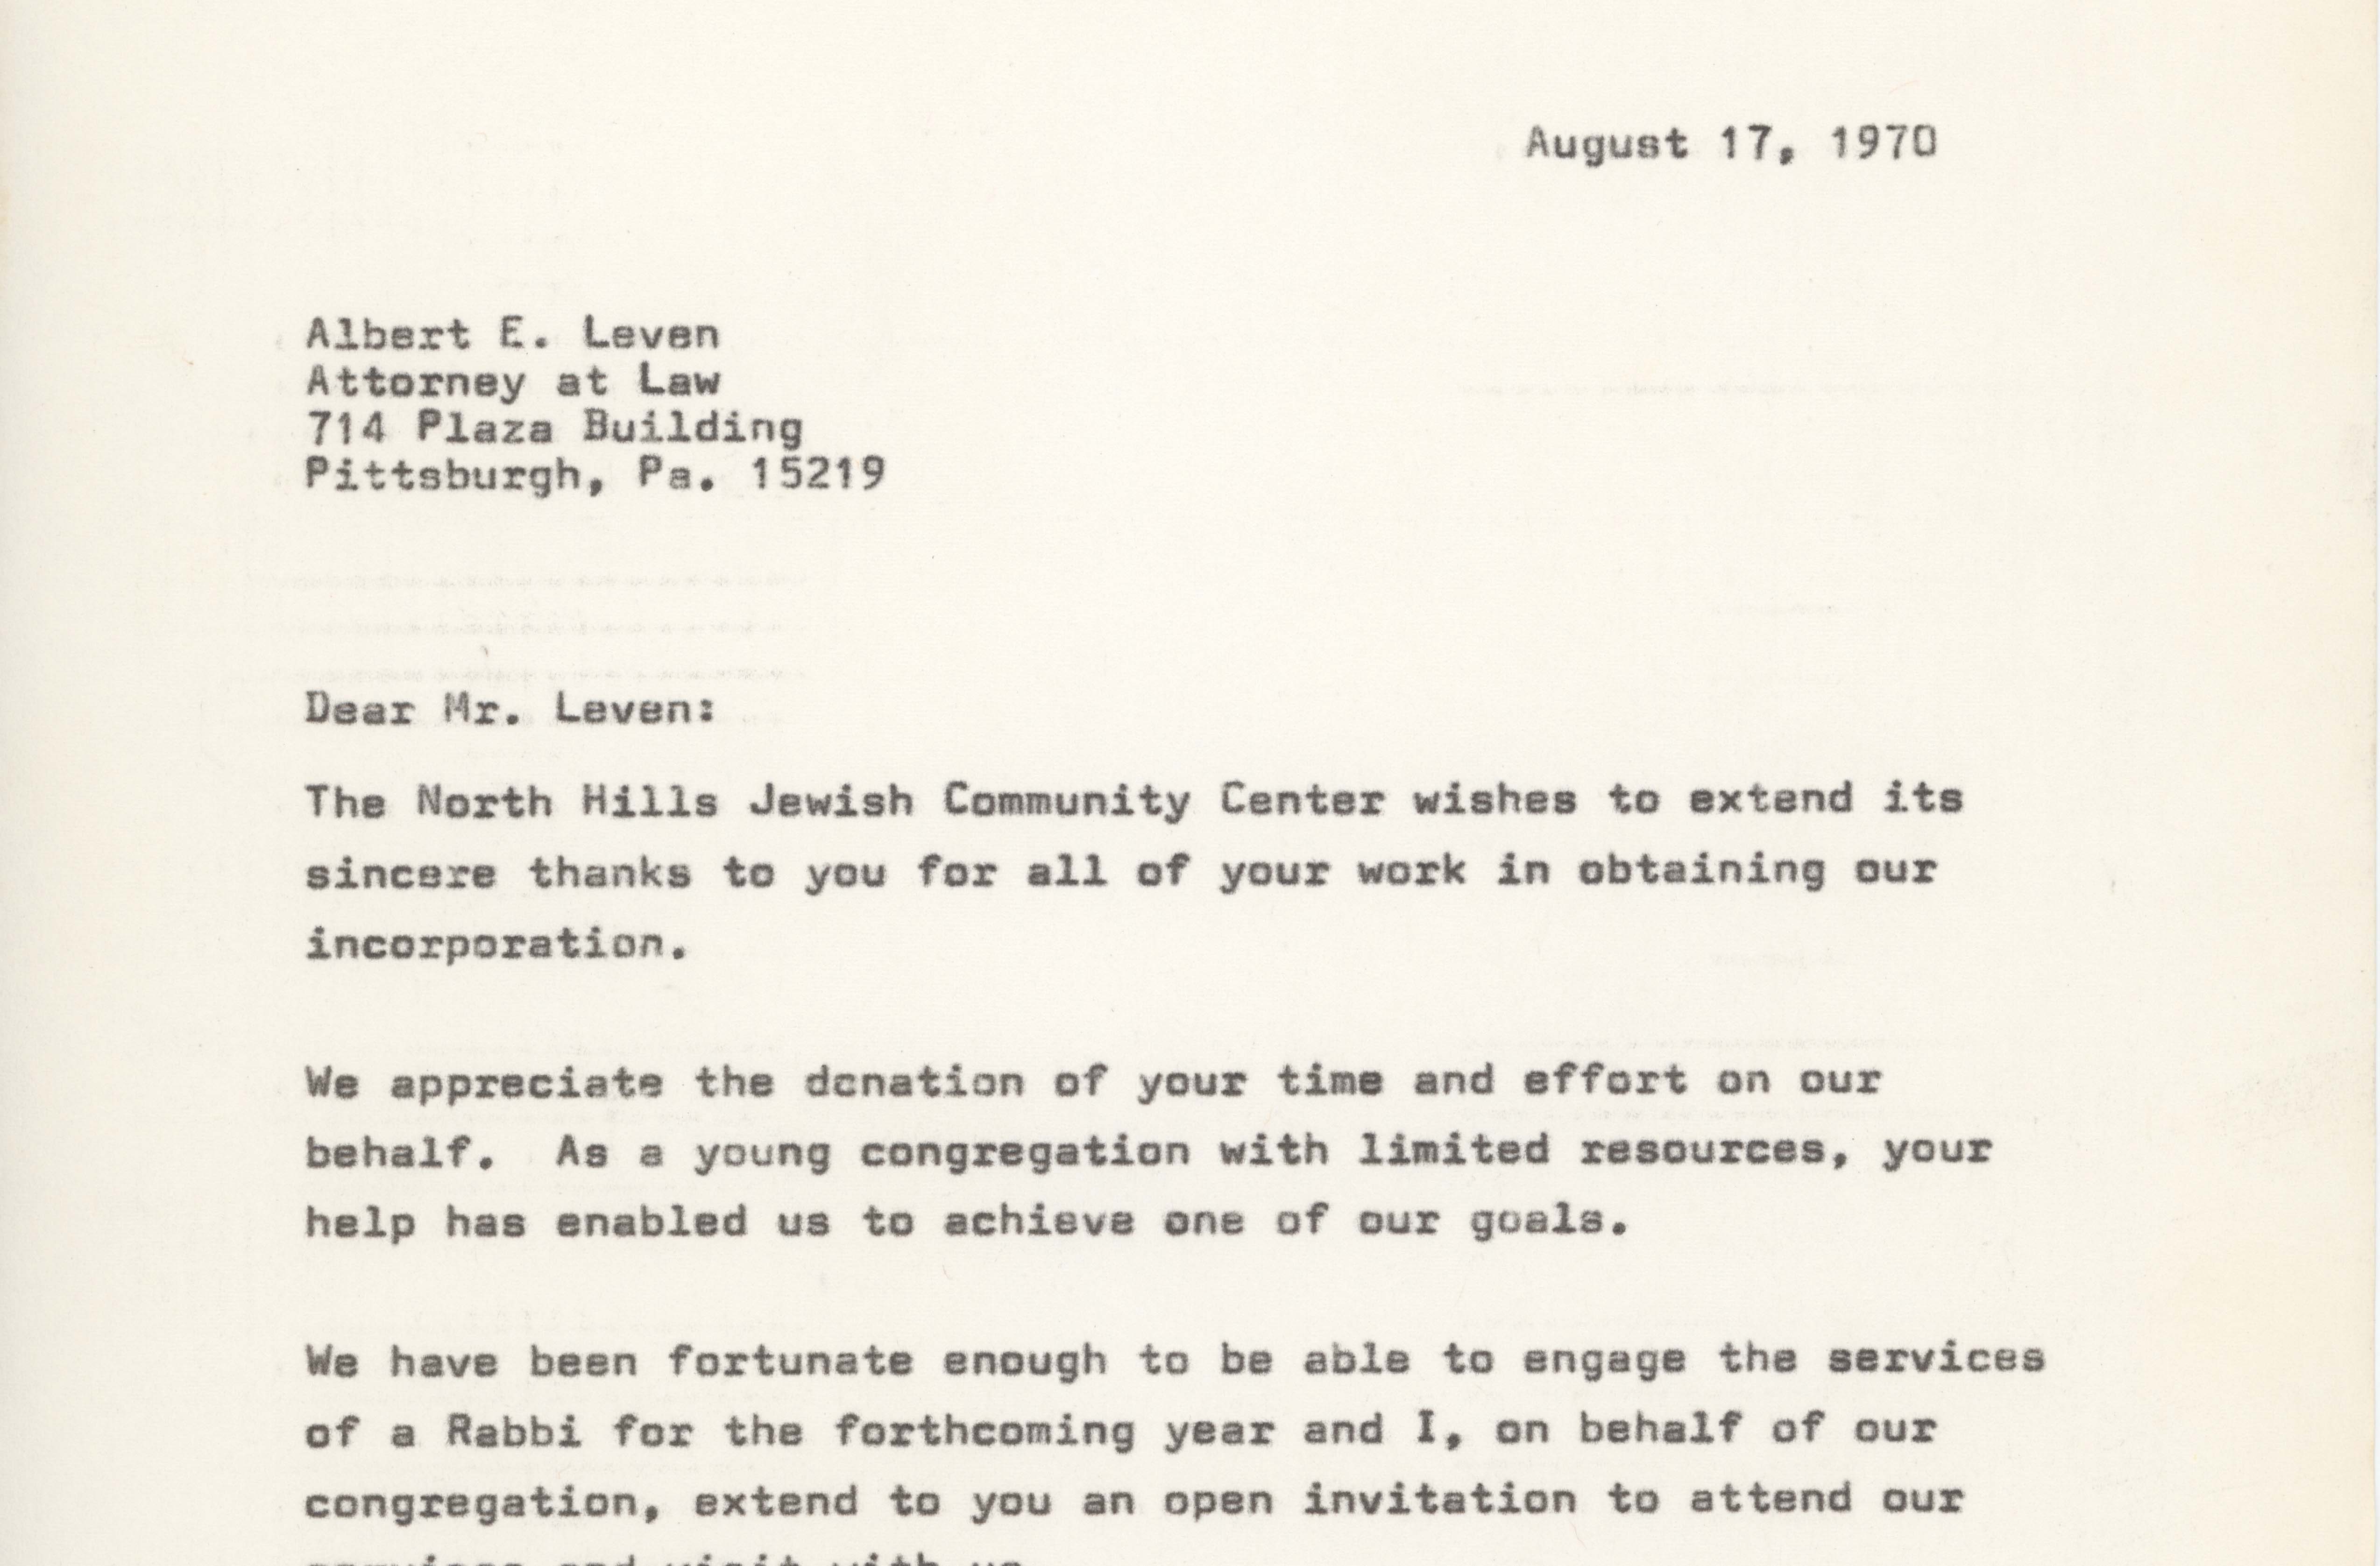 August 17, 1970
Albert E. Leven
Attorney at Law
714 Plaza Building
Pittsburgh, Pa. 15219
Dear Mr. Leven:
The North Hills Jewish Community Center wishes to extend its
sincere thanks to you for all of your work in obtaining our
incorporation.
We appreciate the donation of your time and effort on our
behalf.  As a young congregation with limited resources, your
help has enabled us to achieve one of our goals.
We have been fortunate enough to be able to engage the services
of a Rabbi for the forthcoming year and I, on behalf of our
congregation, extend to you an open invitation to attend our
services and visit with us.